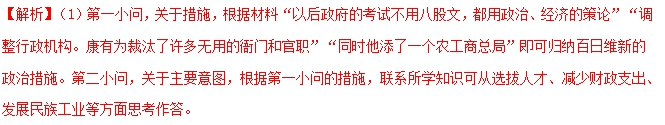 【解析】（1）第一小问，关于措施，根据材料“以后政府的考试不用八股文，都用政治、经济的策论”“调
整行政机构。康有为裁汰了许多无用的衙门和官职”“同时他添了一个农工商总局”即可归纳百日维新的
政治措施。第二小问，关于主要意图，根据第一小问的措施，联系所学知识可从选拔人才、减少财政支出、
发展民族工业等方面思考作答。